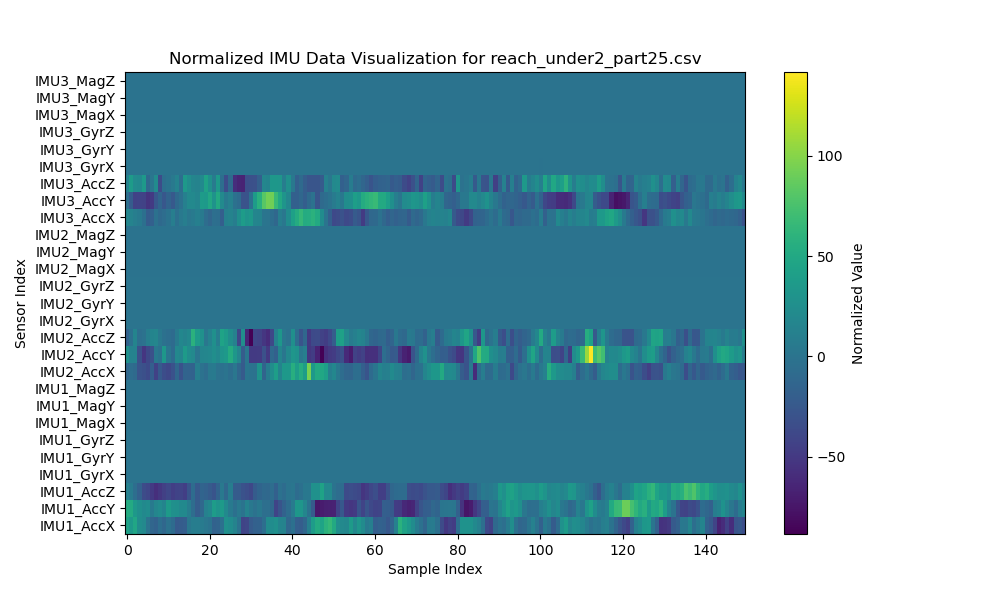 Normalized IMU Data Visualization for reach_under2_part25.csv
IMU3_MagZ
IMU3_MagY
IMU3_MagX
IMU3_GyrZ
IMU3_GyrY
IMU3_GyrX
IMU3_AccZ
IMU3_AccY
IMU3_AccX
IMU2_MagZ
IMU2_MagY
IMU2_MagX
IMU2_GyrZ
IMU2_GyrY
IMU2_GyrX
IMU2_AccZ
IMU2_AccY
IMU2_AccX
IMU1_MagZ
IMU1_MagY
IMU1_MagX
IMU1_GyrZ
IMU1_GyrY
IMU1_GyrX
IMU1_AccZ
IMU1_AccY
IMU1_AccX
Sensor Index
0 20 40 60 80 100 120 140
Sample Index
100
50
0
−50
Normalized Value